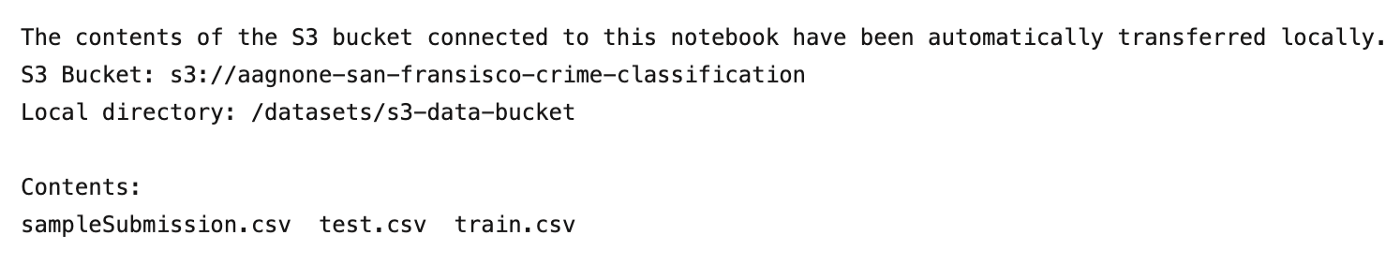 The contents of the S3 bucket connected to this notebook have been automatically transferred locally.
S3 Bucket: s3://aagnone-san-fransisco-crime-classification
Local directory: /datasets/s3-data-bucket
Contents:
sampleSubmission.csv  test.csv  train.csv